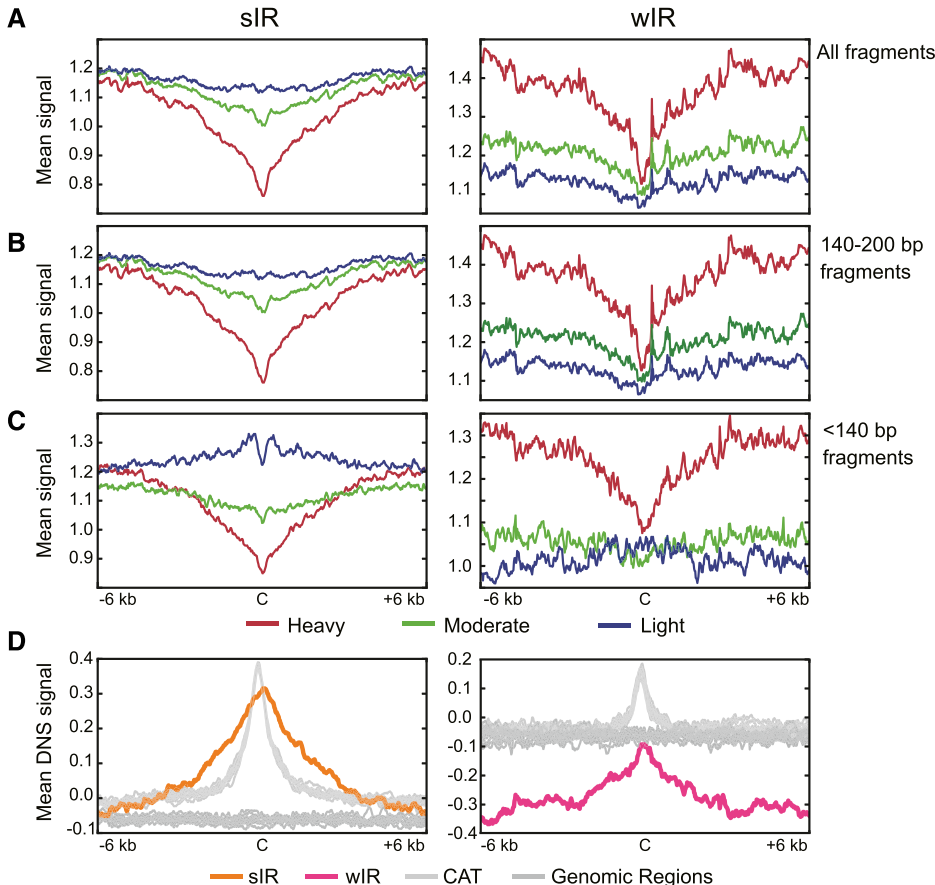 A
sIR
wIR
All fragments
Mean signal
1.2
1.1
1.0
0.9
0.8
1.4
1.3
1.2
1.1
B
140-200 bp
fragments
Mean signal
1.2
1.1
1.0
0.9
0.8
1.4
1.3
1.2
1.1
C
<140 bp
fragments
Mean signal
1.3
1.2
1.1
1.0
0.9
1.3
1.2
1.1
1.0
-6 kb C +6 kb
-6 kb C +6 kb
Heavy Moderate Light
D
Mean DNS signal
0.4
0.3
0.2
0.0
-0.1
0.2
0.1
0.0
-0.1
-0.2
-0.3
-0.4
-6 kb C +6 kb
-6 kb C +6 kb
sIR wIR CAT Genomic Regions